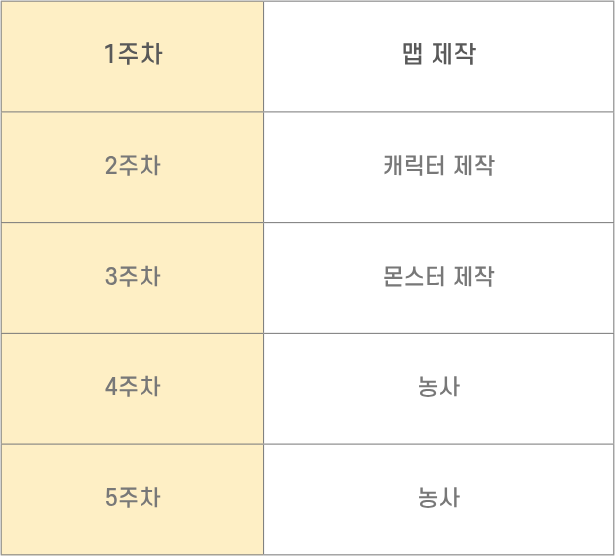 1주차 맵 제작
2주차 캐릭터 제작
3주차 몬스터 제작
4주차 농사
5주차 농사